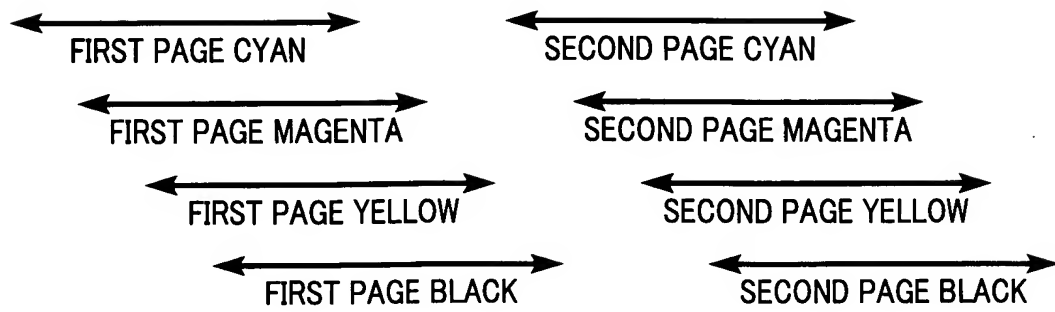 FIRST PAGE CYAN
SECOND PAGE CYAN
FIRST PAGE MAGENTA
SECOND PAGE MAGENTA
FIRST PAGE YELLOW
SECOND PAGE YELLOW
FIRST PAGE BLACK
SECOND PAGE BLACK